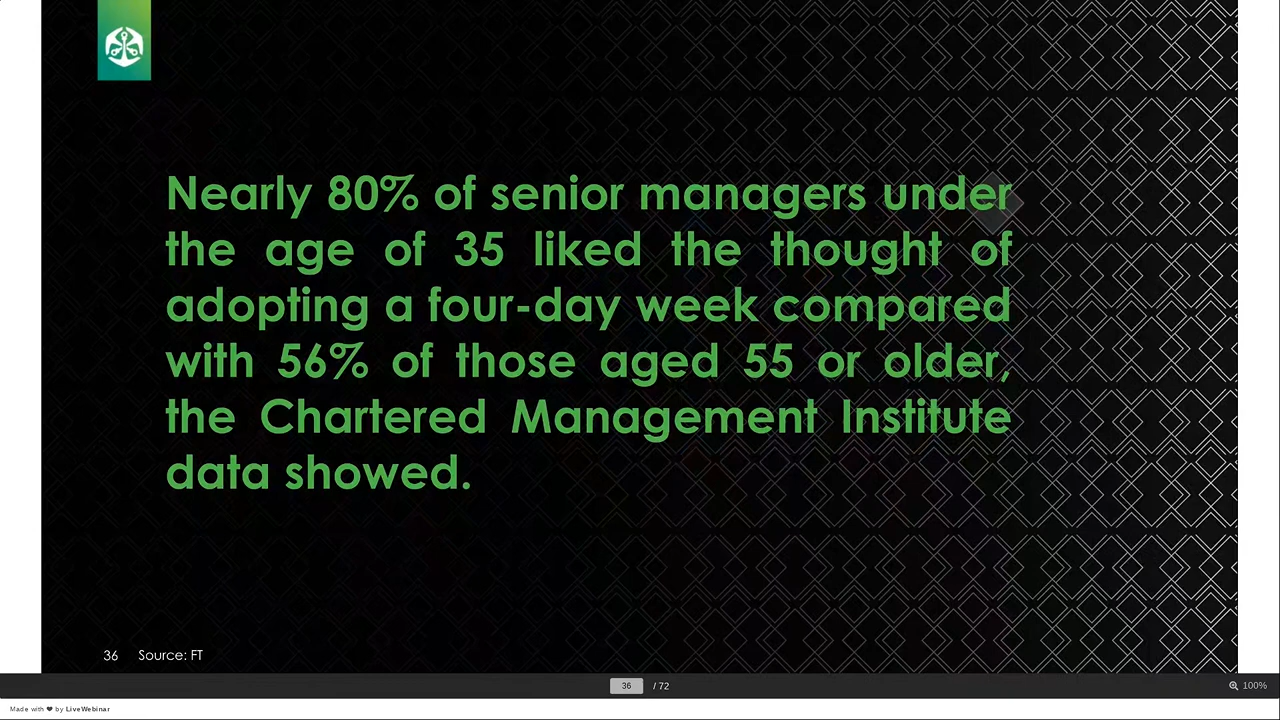 Nearly 80% of senior managers under
the age of 35 liked the thought of
adopting a four-day week compared
with 56% of those aged 55 or older,
the Chartered Management Institute
data showed.
36 Source: FT
36 / 72
100%
Made with ❤ by LiveWebinar